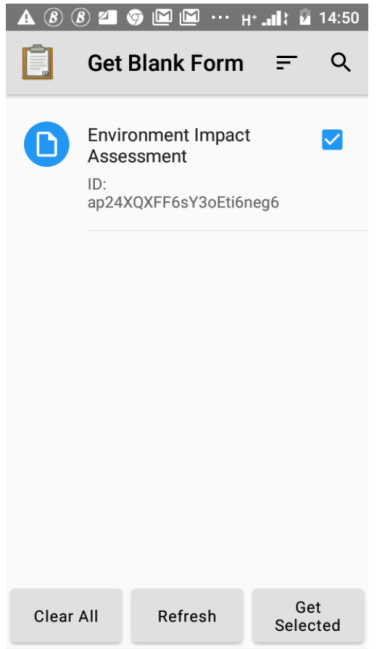 H+ 14:50
Get Blank Form
Environment Impact
Assessment
ID:
ap24XQXFF6sY3oEti6neg6
Clear All
Refresh
Get
Selected